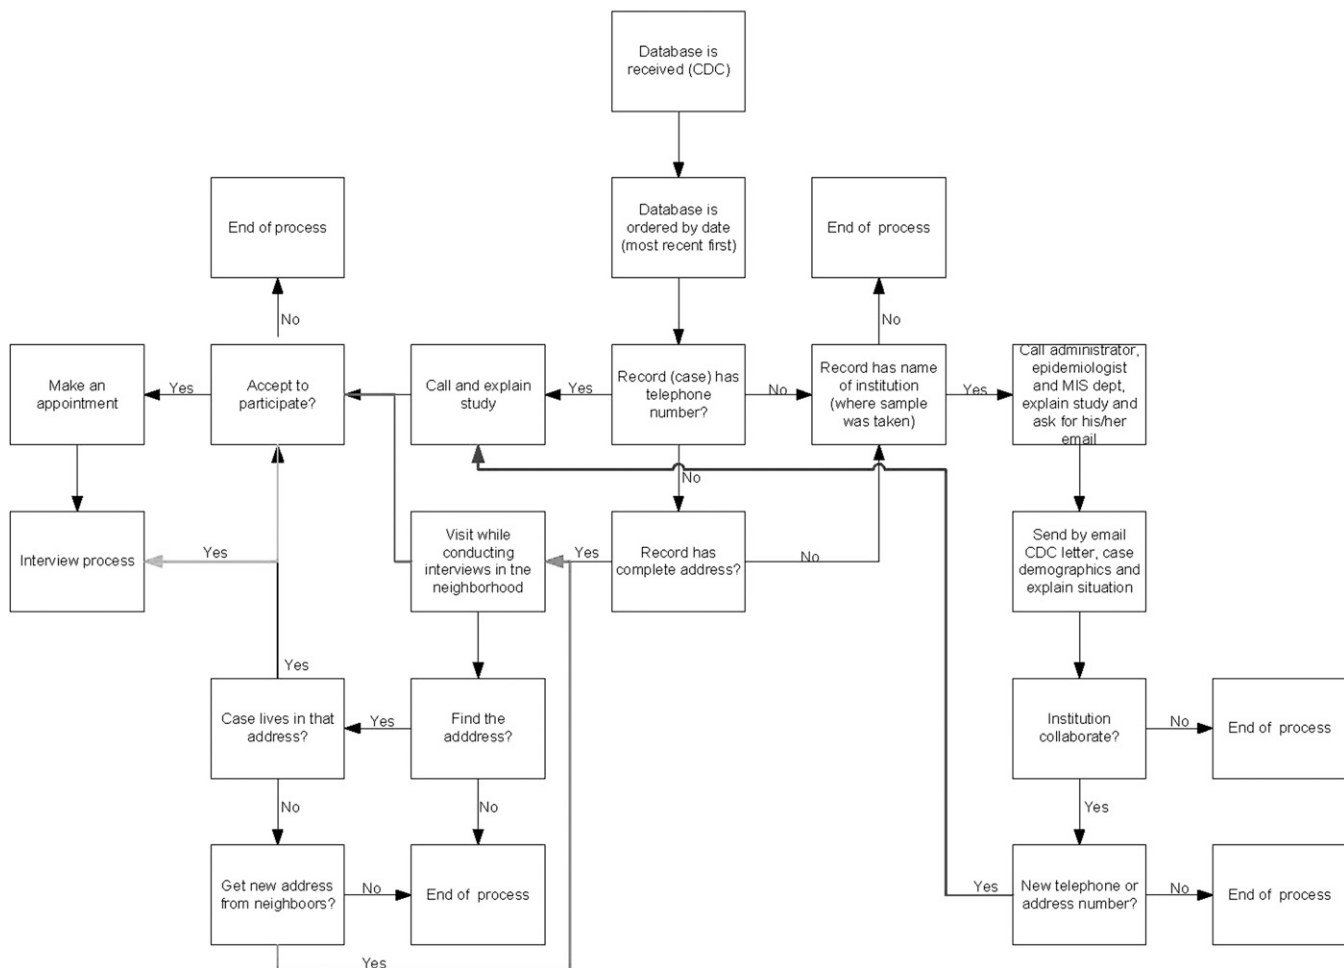 Database is
received (CDC)
End of process
Database is
ordered by date
(most recent first)
End of process
No
No
Make an
appointment
Yes
Accept to
participate?
Call and explain
study
Yes
Record (case) has
telephone
number?
No
Record has name
of institution
(where sample
was taken)
Yes
Call administrator,
epidemiologist
and MIS dept,
explain study and
ask for his/her
email
No
Interview process
Yes
Visit while
conducting
interviews in tne
neighborhood
Yes
Record has
complete address?
No
Send by email
CDC letter, case
demographics and
explain situation
Yes
Case lives in that
address?
Yes
Find the
adddress?
Institution
collaborate?
No
End of process
No
No
Yes
Get new address
from neighboors?
No
End of process
Yes
New telephone or
address number?
No
End of process
Yes